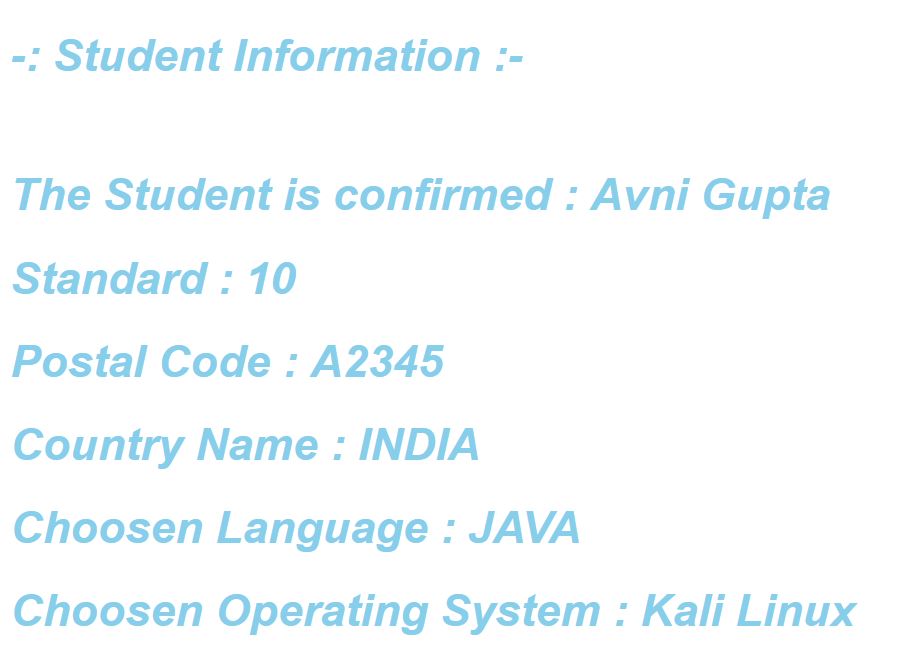 -: Student Information :-
The Student is confirmed : Avni Gupta
Standard : 10
Postal Code : A2345
Country Name : INDIA
Choosen Language : JAVA
Choosen Operating System : Kali Linux